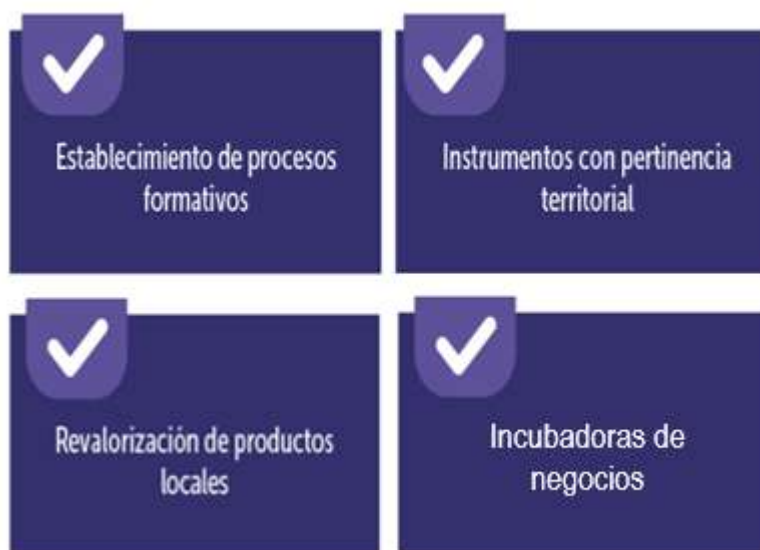 Establecimiento de procesos
formativos
Instrumentos con pertinencia
territorial
Revalorización de productos
locales
Incubadoras de
negocios